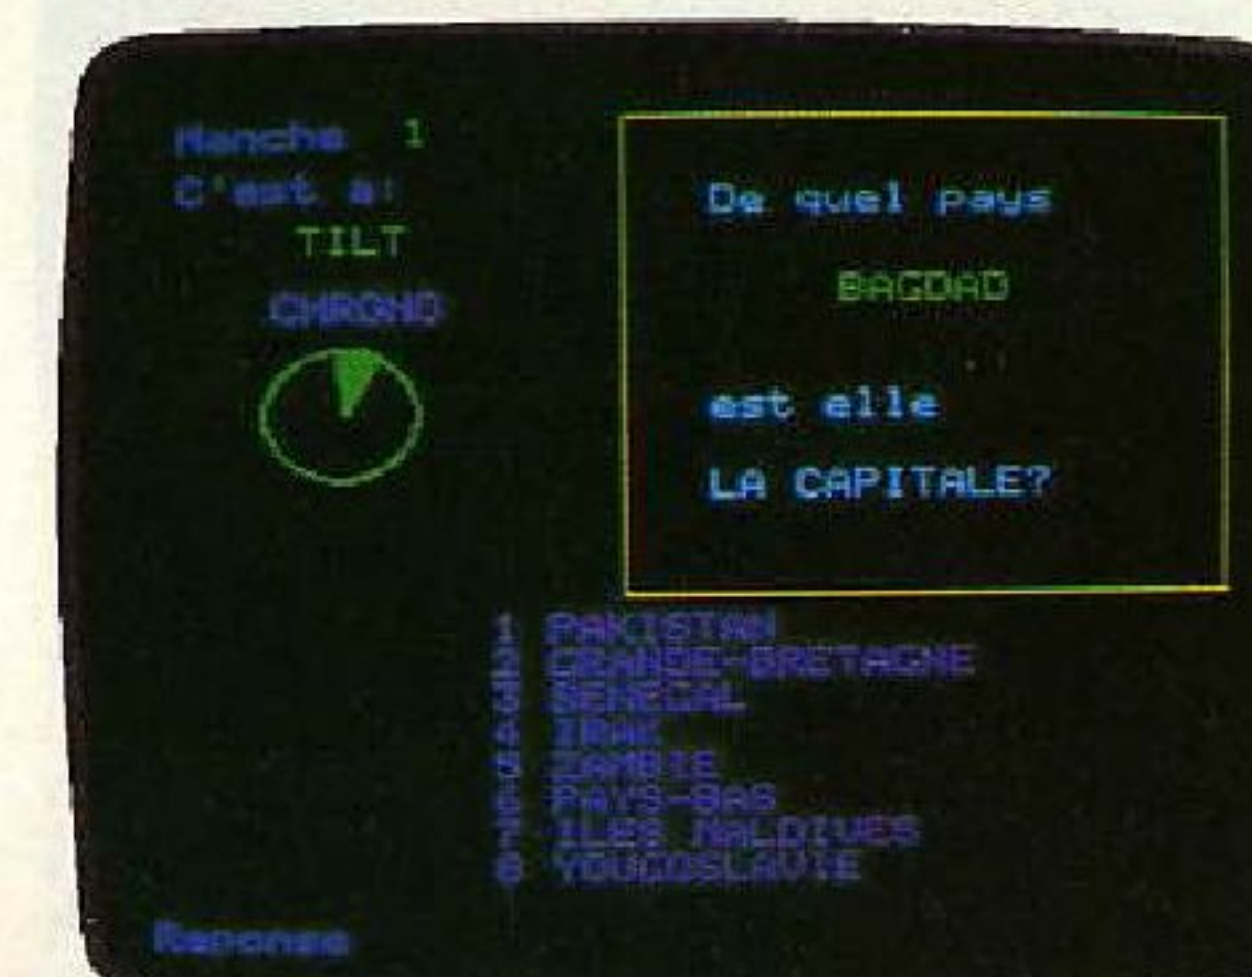 Manche 1
C'est a:
TILT
CHRONO
De quel pays
BAGDAD
est elle
LA CAPITALE?
1 PAKISTAN
2 GRANDE-BRETAGNE
3 SENEGAL
4 IRAK
5 ZAMBIE
6 PAYS-BAS
7 ILES MALDIVES
8 YOUGOSLAVIE
Reponse